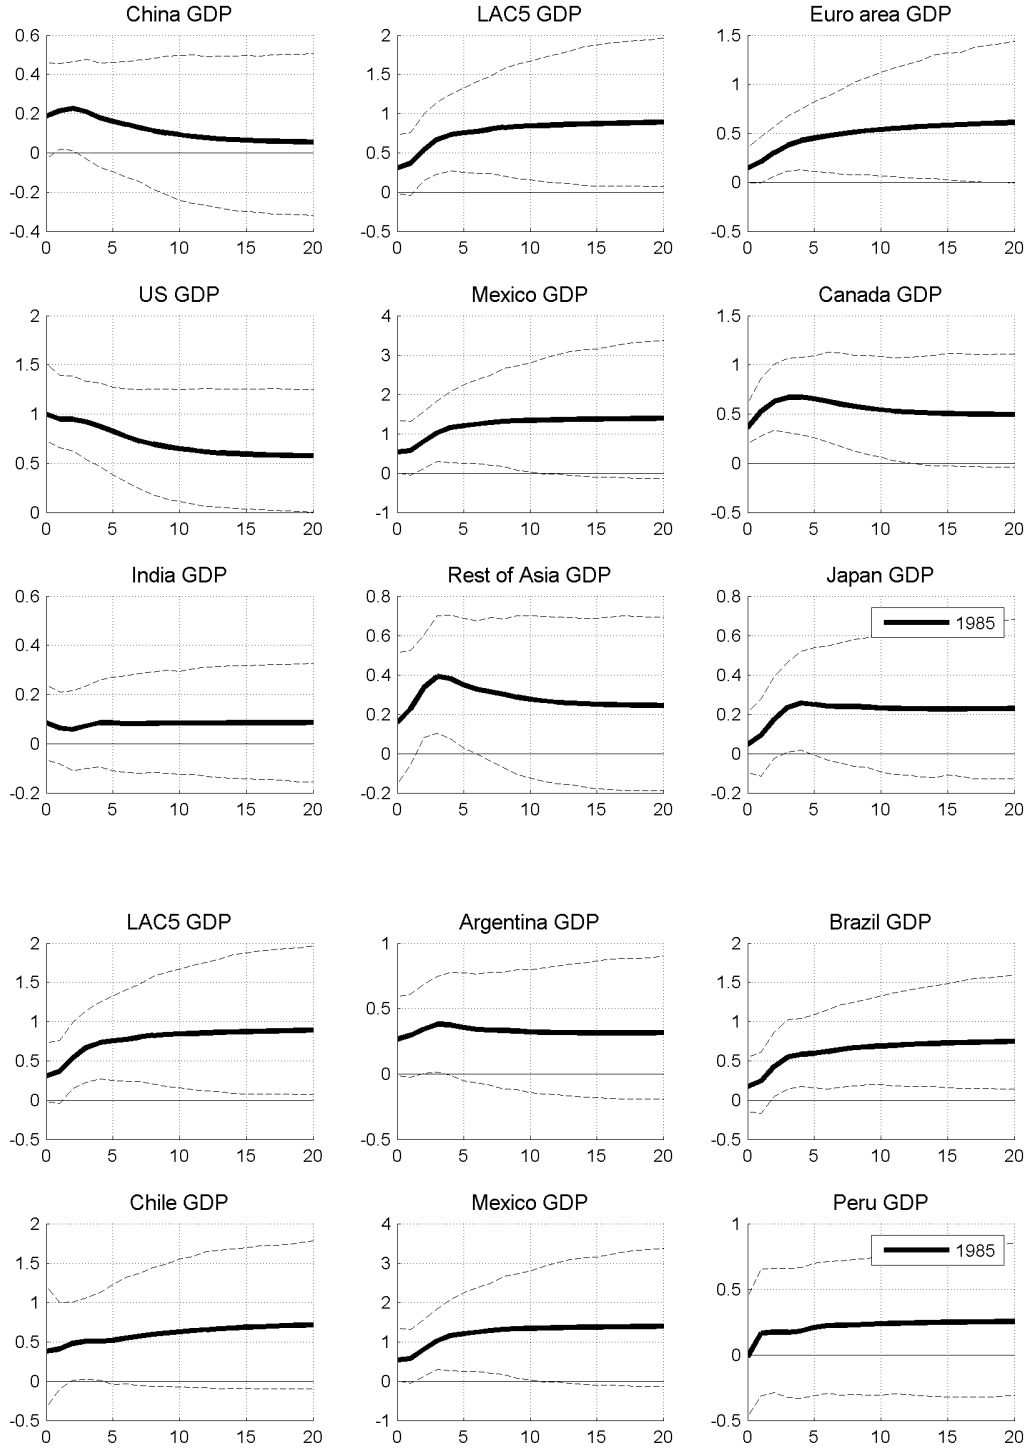 China GDP
LAC5 GDP
Euro area GDP
0.6
0.4
0.2
0
-0.2
-0.4
0 5 10 15 20
2
1.5
1
0.5
0
-0.5
0 5 10 15 20
1.5
1
0.5
0
-0.5
0 5 10 15 20
US GDP
Mexico GDP
Canada GDP
2
1.5
1
0.5
0
0 5 10 15 20
4
3
2
1
0
-1
0 5 10 15 20
1.5
1
0.5
0
-0.5
0 5 10 15 20
India GDP
Rest of Asia GDP
Japan GDP
0.6
0.4
0.2
0
-0.2
0 5 10 15 20
0.8
0.6
0.4
0.2
0
-0.2
0 5 10 15 20
0.8
0.6
0.4
0.2
0
-0.2
0 5 10 15 20
1985
LAC5 GDP
Argentina GDP
Brazil GDP
2
1.5
1
0.5
0
-0.5
0 5 10 15 20
1
0.5
0
-0.5
0 5 10 15 20
2
1.5
1
0.5
0
-0.5
0 5 10 15 20
Chile GDP
Mexico GDP
Peru GDP
2
1.5
1
0.5
0
-0.5
0 5 10 15 20
4
3
2
1
0
-1
0 5 10 15 20
1
0.5
0
-0.5
0 5 10 15 20
1985